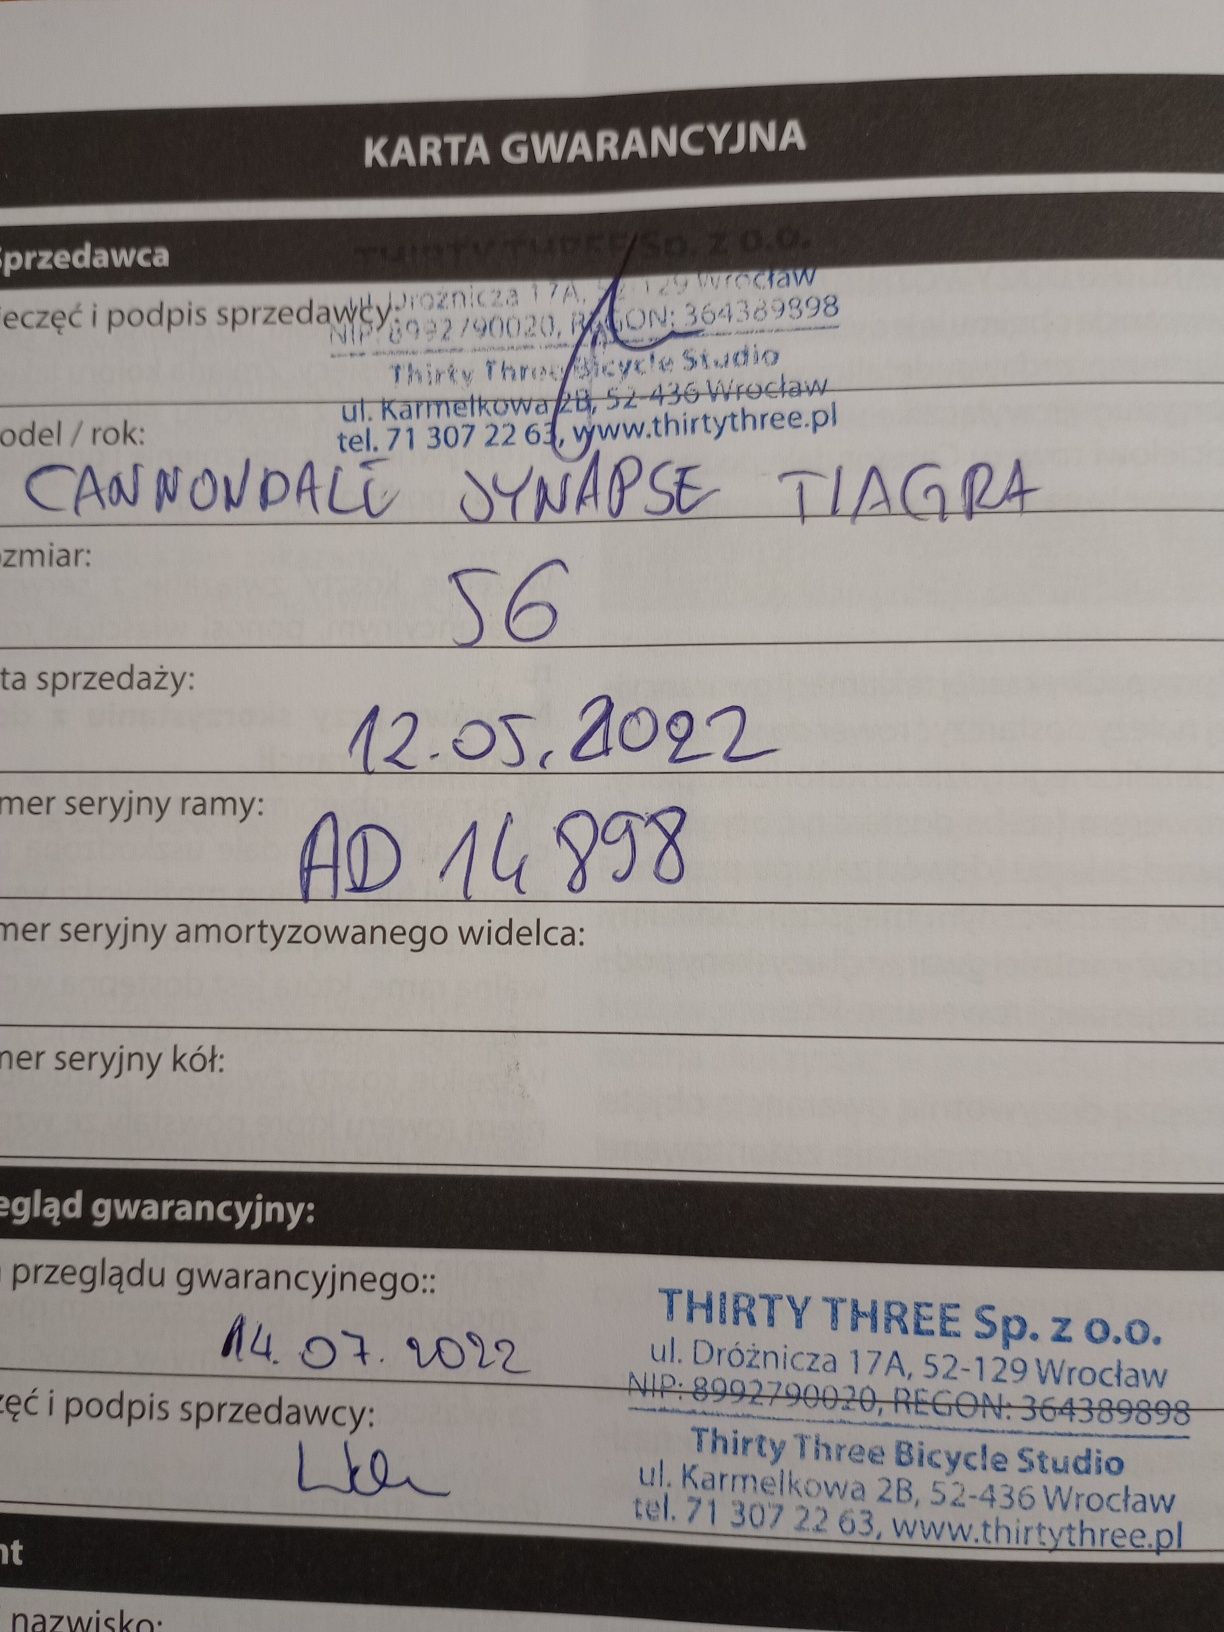 KARTA GWARANCYJNA
Sprzedawca
THIRTY THREE Sp. z o.o.
ieczęć i podpis sprzedawcy:
ul. Dróżnicza 17A, 52-129 Wrocław
NIP: 8992790020, REGON: 364389898
Thirty Three Bicycle Studio
ul. Karmelkowa 2B, 52-436 Wrocław
odel / rok:
tel. 71 307 22 63, www.thirtythree.pl
CANNONDALE SYNAPSE TIAGRA
ozmiar:
56
ta sprzedaży:
12.05.2022
mer seryjny ramy:
AD 14898
mer seryjny amortyzowanego widelca:
mer seryjny kół:
egląd gwarancyjny:
przeglądu gwarancyjnego::
14.07.2022
THIRTY THREE Sp. z o.o.
ul. Dróżnicza 17A, 52-129 Wrocław
NIP: 8992790020, REGON: 364389898
zęć i podpis sprzedawcy:
Thirty Three Bicycle Studio
ul. Karmelkowa 2B, 52-436 Wrocław
tel. 71 307 22 63, www.thirtythree.pl
nt
nazwisko: